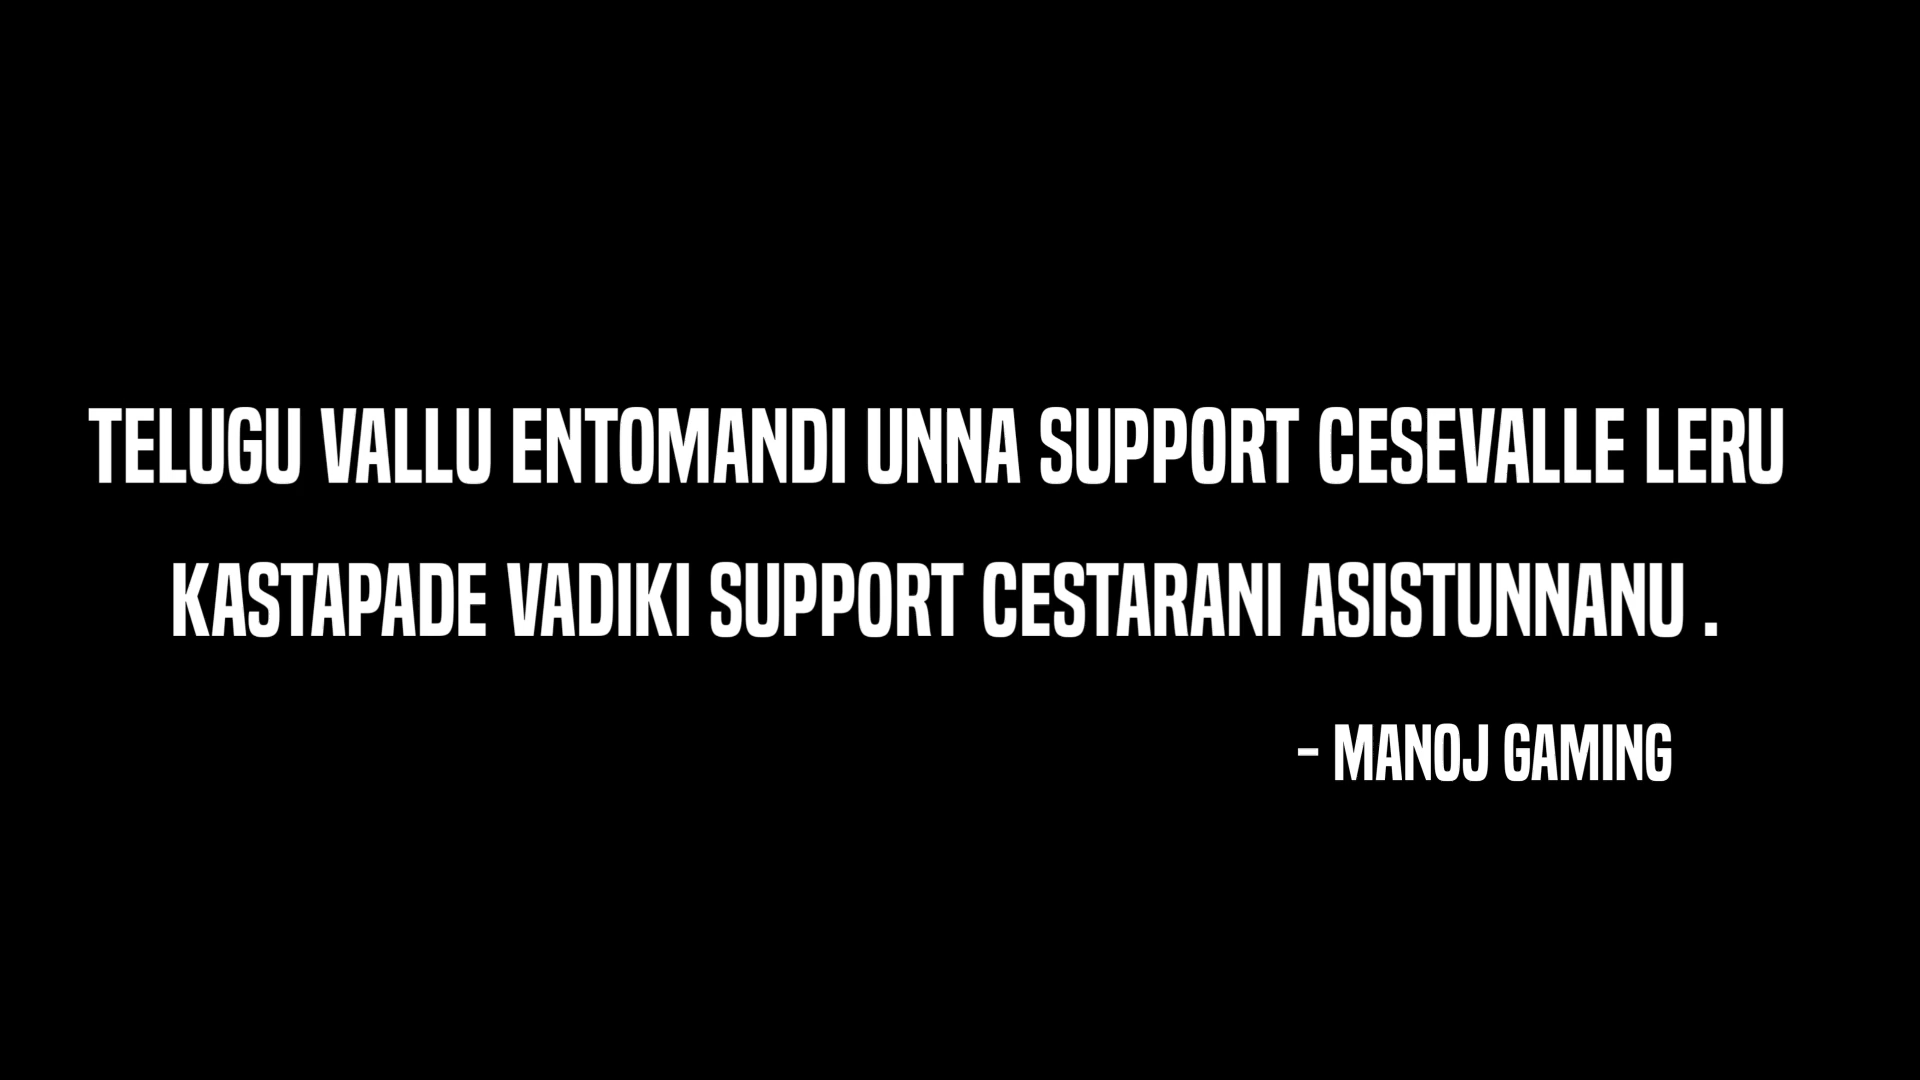 TELUGU VALLU ENTOMANDI UNNA SUPPORT CESEVALLE LERU
KASTAPADE VADIKI SUPPORT CESTARANI ASISTUNNANU .
- MANOJ GAMING